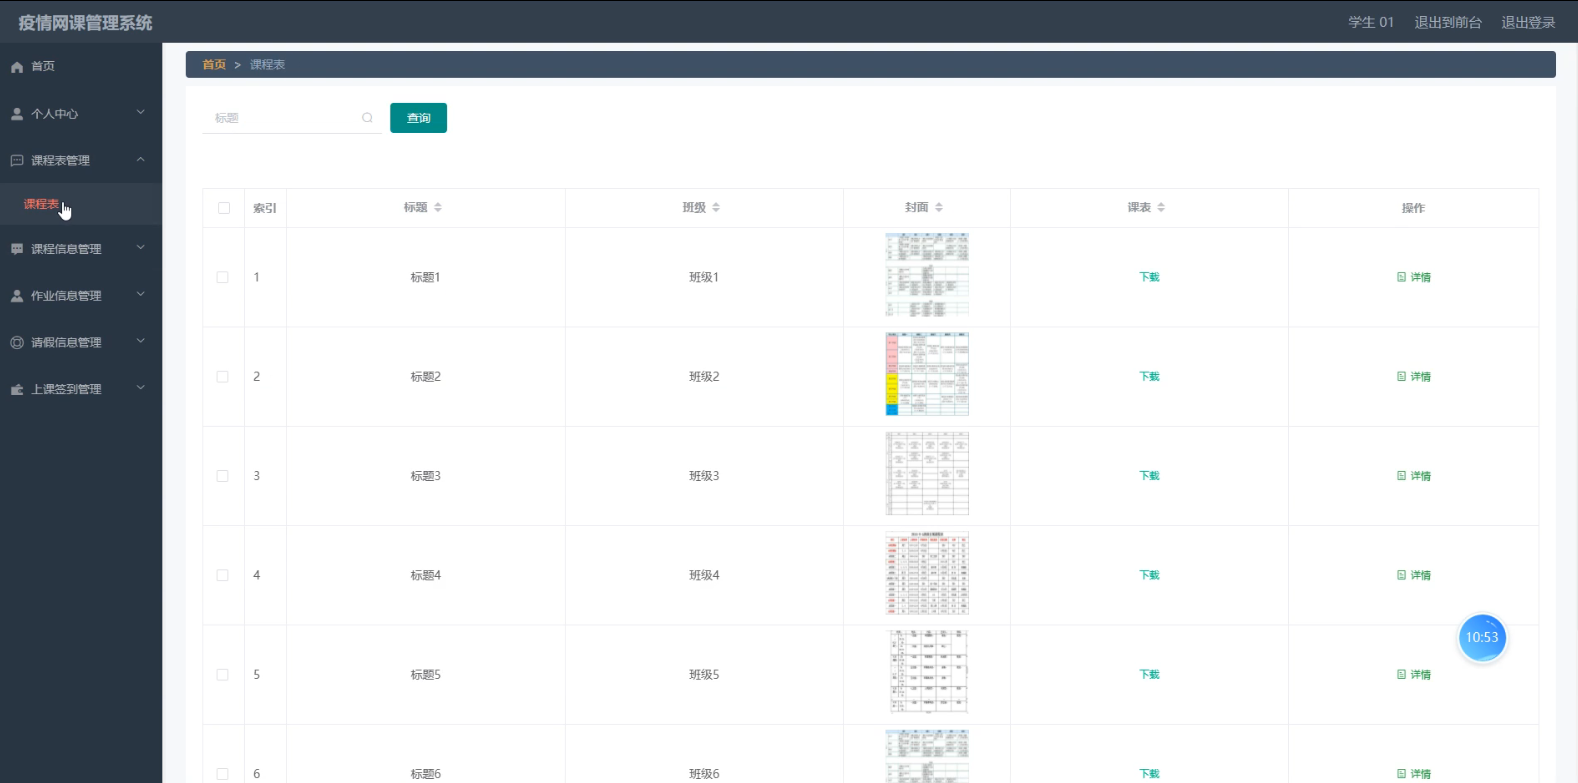 疫情网课管理系统
学生 01 退出到前台 退出登录
首页
个人中心
课程表管理
课程表
课程信息管理
作业信息管理
请假信息管理
上课签到管理
首页 > 课程表
标题 查询
索引 标题 班级 封面 课表 操作
1 标题1 班级1 下载 详情
2 标题2 班级2 下载 详情
3 标题3 班级3 下载 详情
4 标题4 班级4 下载 详情
10:53
5 标题5 班级5 下载 详情
6 标题6 班级6 下载 详情